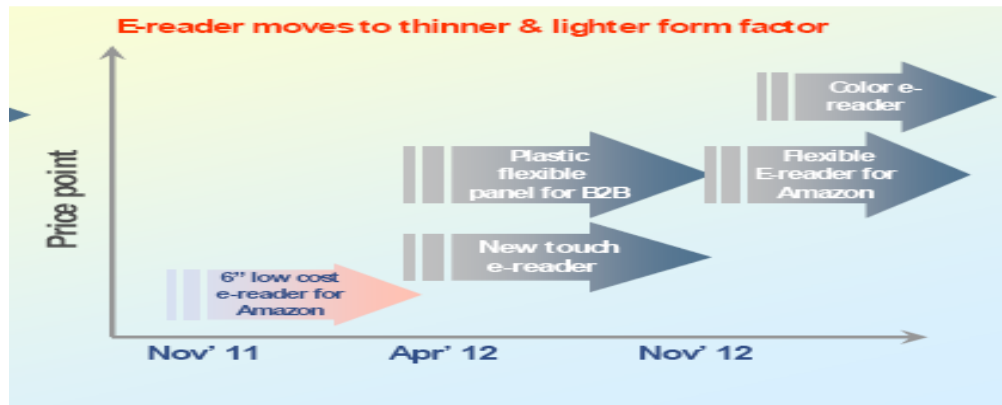 E-reader moves to thinner & lighter form factor
Price point
Color e-
reader
Plastic
flexible
panel for B2B
Flexible
E-reader for
Amazon
New touch
e-reader
6” low cost
e-reader for
Amazon
Nov’ 11
Apr’ 12
Nov’ 12